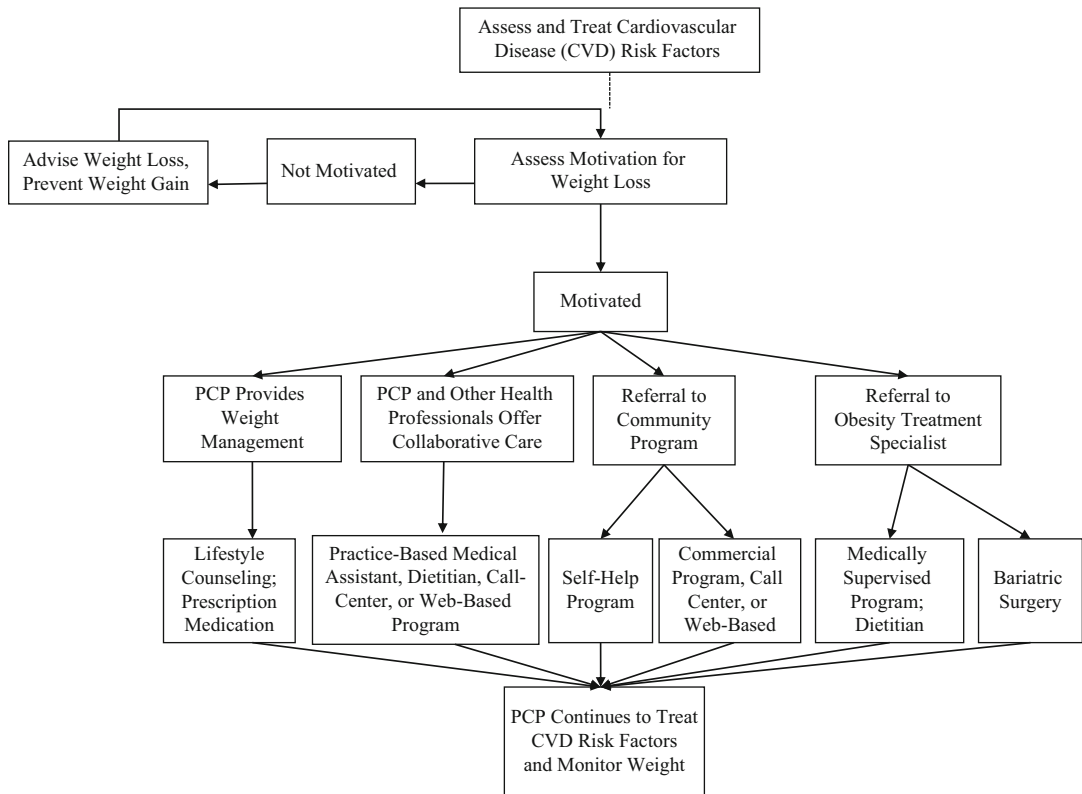 Assess and Treat Cardiovascular
Disease (CVD) Risk Factors
Advise Weight Loss,
Prevent Weight Gain
Not Motivated
Assess Motivation for
Weight Loss
Motivated
PCP Provides
Weight
Management
PCP and Other Health
Professionals Offer
Collaborative Care
Referral to
Community
Program
Referral to
Obesity Treatment
Specialist
Lifestyle
Counseling;
Prescription
Medication
Practice-Based Medical
Assistant, Dietitian, Call-
Center, or Web-Based
Program
Self-Help
Program
Commercial
Program, Call
Center, or
Web-Based
Medically
Supervised
Program;
Dietitian
Bariatric
Surgery
PCP Continues to Treat
CVD Risk Factors
and Monitor Weight